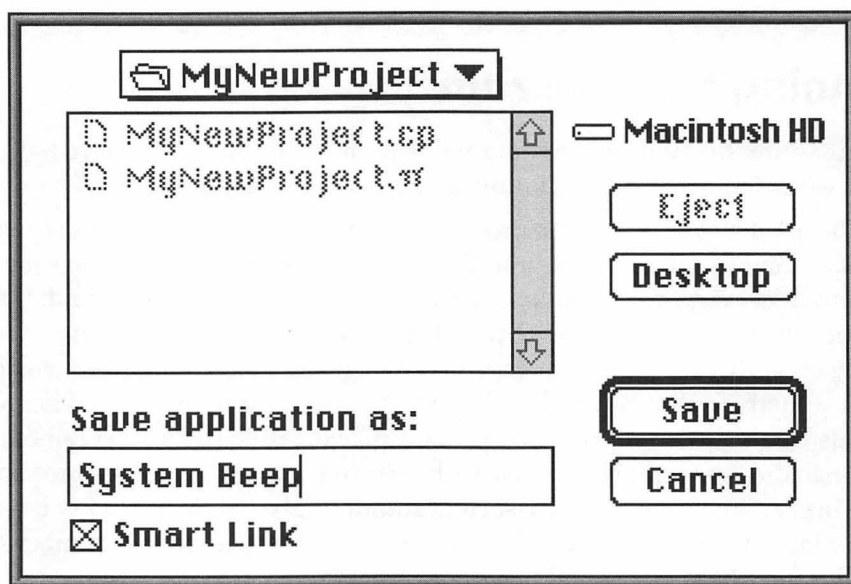 MyNewProject
MyNewProject.cp
MyNewProject.π
Macintosh HD
Eject
Desktop
Save application as:
System Beep
Smart Link
Save
Cancel